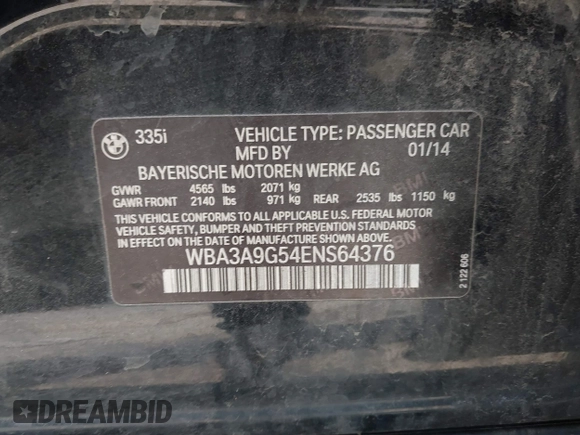 BMW 335i VEHICLE TYPE: PASSENGER CAR
MFD BY 01/14
BAYERISCHE MOTOREN WERKE AG
GVWR 4565 lbs 2071 kg
GAWR FRONT 2140 lbs 971 kg REAR 2535 lbs 1150 kg
THIS VEHICLE CONFORMS TO ALL APPLICABLE U.S. FEDERAL MOTOR
VEHICLE SAFETY, BUMPER AND THEFT PREVENTION STANDARDS
IN EFFECT ON THE DATE OF MANUFACTURE SHOWN ABOVE.
WBA3A9G54ENS64376
2 122 606
DREAMBID